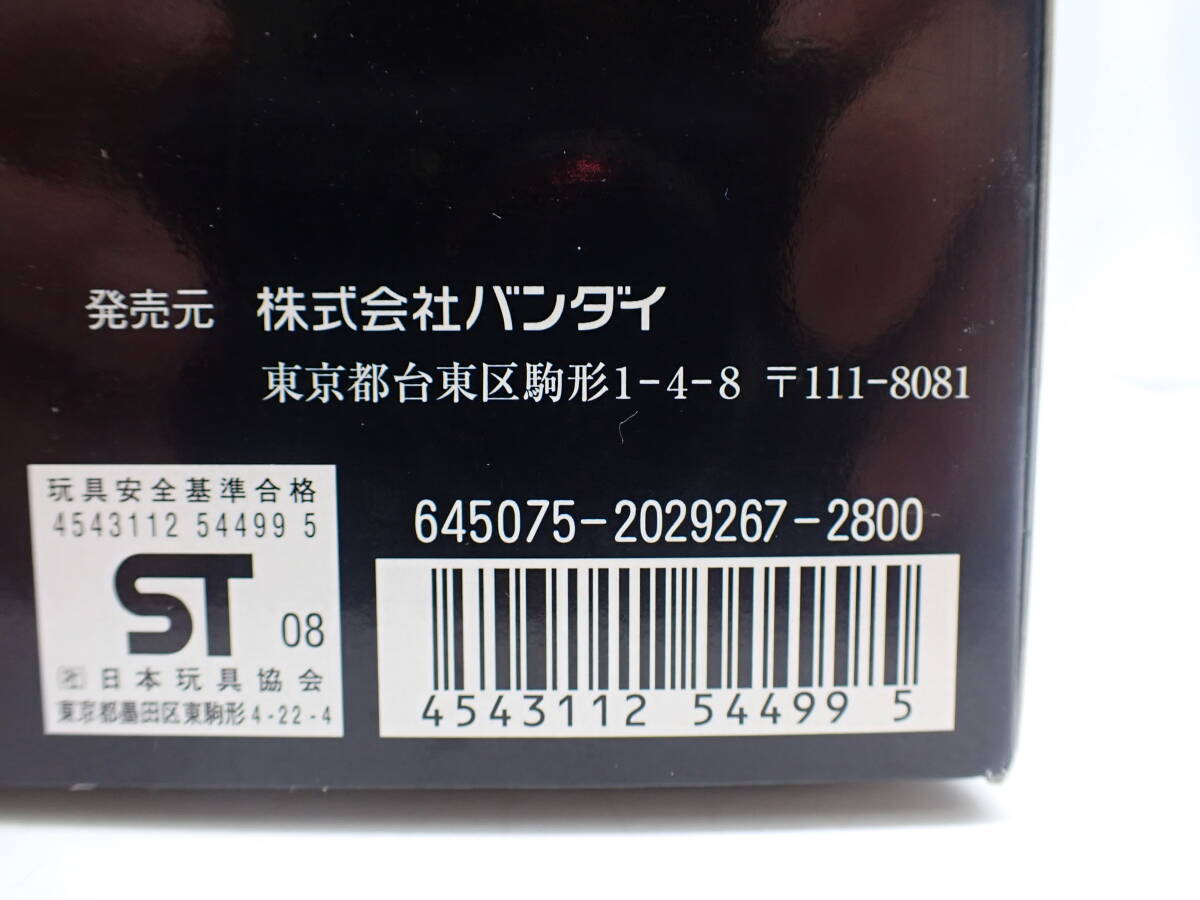 発売元 株式会社バンダイ
東京都台東区駒形1-4-8 〒111-8081
玩具安全基準合格
4543112 54499 5
ST 08
社 日本玩具協会
東京都墨田区東駒形4-22-4
645075-2029267-2800
4543112 54499 5